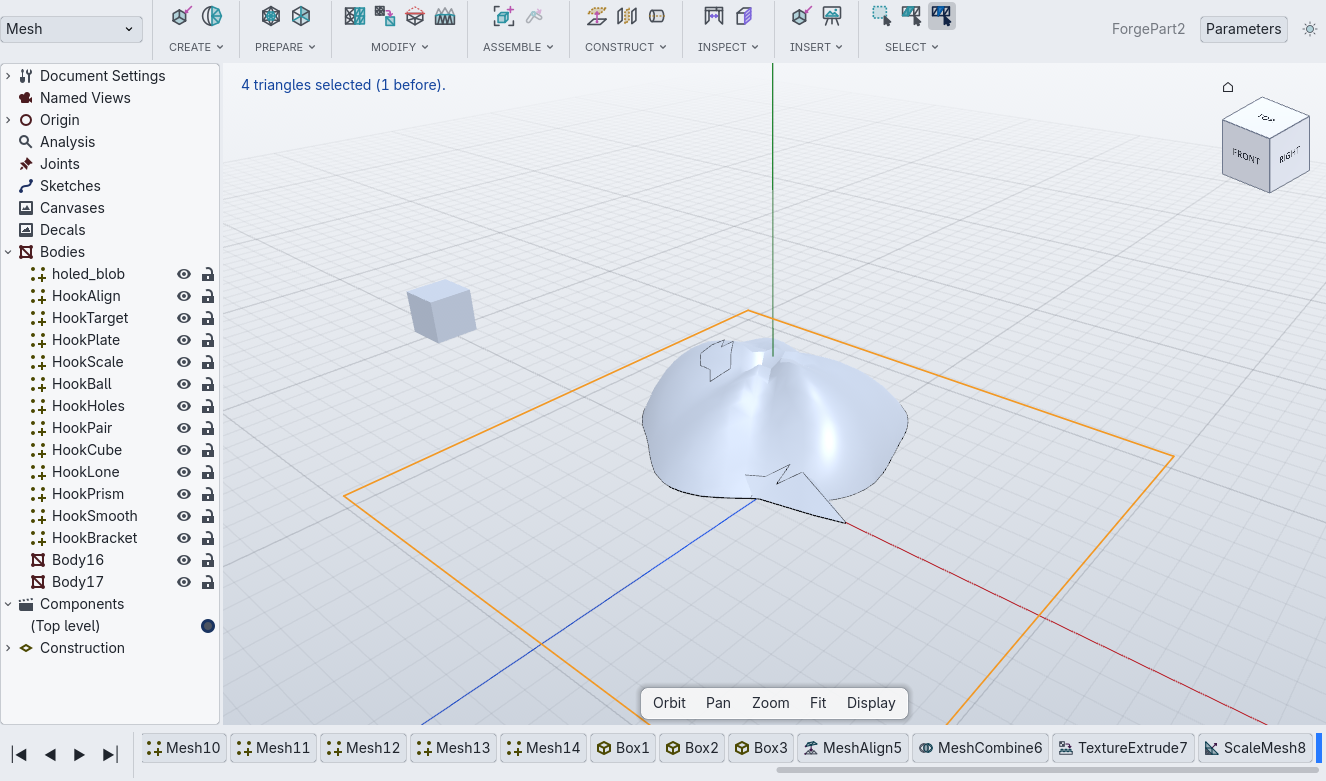 Mesh
CREATE
PREPARE
MODIFY
ASSEMBLE
CONSTRUCT
INSPECT
INSERT
SELECT
ForgePart2
Parameters
Document Settings
Named Views
Origin
Analysis
Joints
Sketches
Canvases
Decals
Bodies
holed_blob
HookAlign
HookTarget
HookPlate
HookScale
HookBall
HookHoles
HookPair
HookCube
HookLone
HookPrism
HookSmooth
HookBracket
Body16
Body17
Components
(Top level)
Construction
4 triangles selected (1 before).
TOP
FRONT
RIGHT
Orbit Pan Zoom Fit Display
Mesh10 Mesh11 Mesh12 Mesh13 Mesh14 Box1 Box2 Box3 MeshAlign5 MeshCombine6 TextureExtrude7 ScaleMesh8